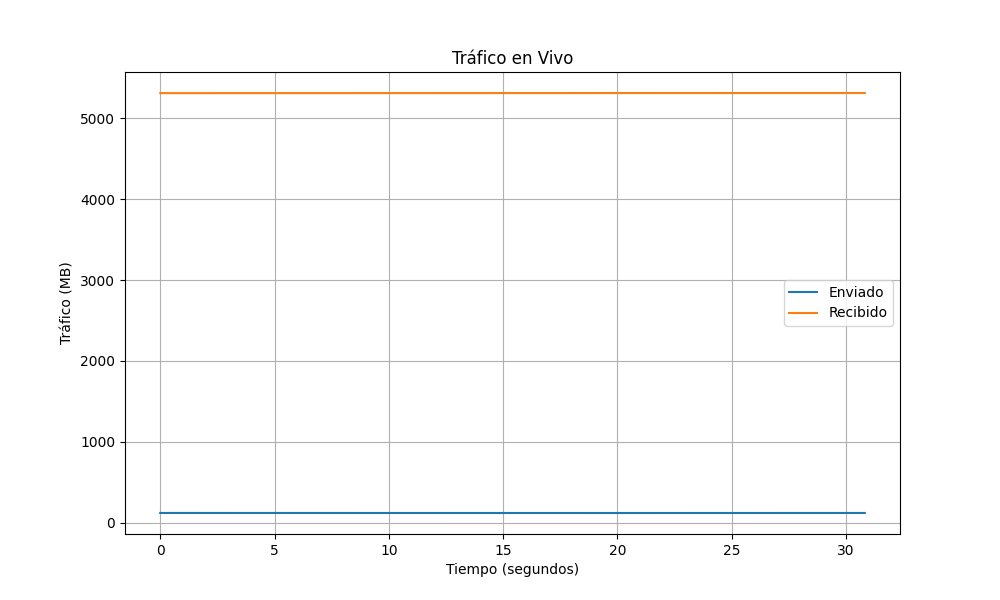 Tráfico en Vivo
5000
4000
3000
2000
1000
0
Tráfico (MB)
Enviado
Recibido
0 5 10 15 20 25 30
Tiempo (segundos)